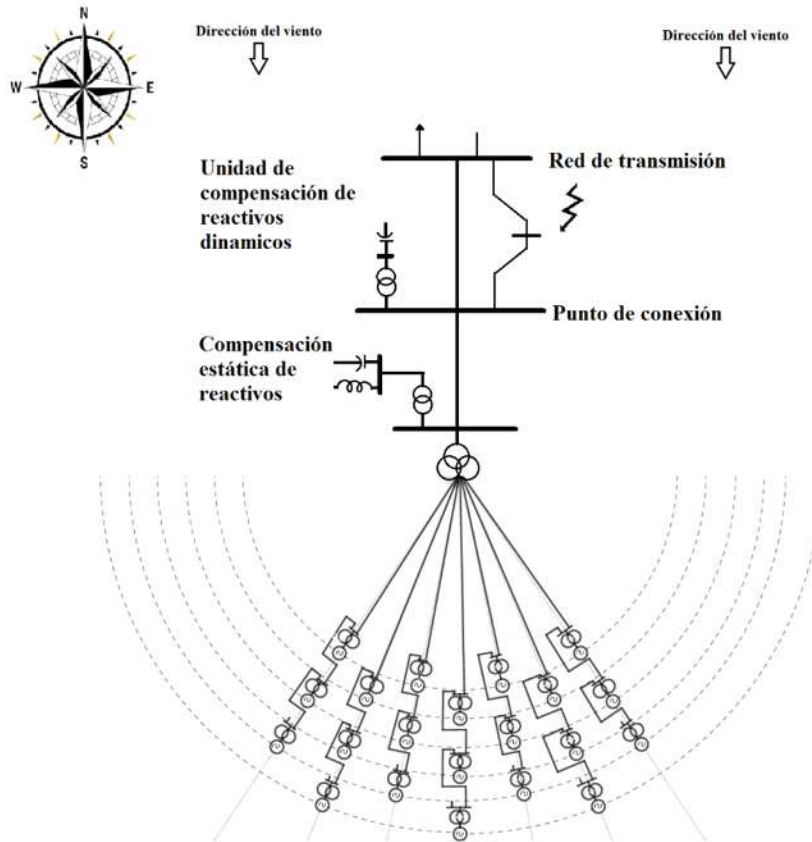 N
W
E
S
Dirección del viento
Dirección del viento
Unidad de
compensación de
reactivos
dinamicos
Red de transmisión
Punto de conexión
Compensación
estática de
reactivos